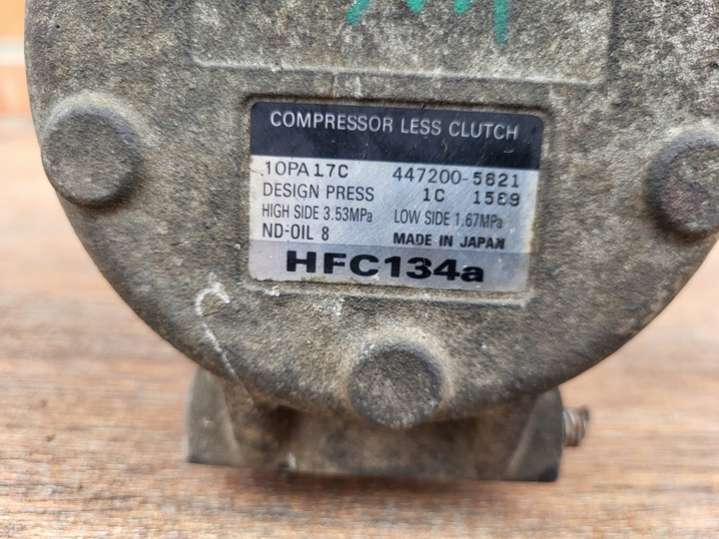 COMPRESSOR LESS CLUTCH
10PA17C 447200-5821
DESIGN PRESS 1C 1589
HIGH SIDE 3.53MPa LOW SIDE 1.67MPa
ND-OIL 8 MADE IN JAPAN
HFC134a